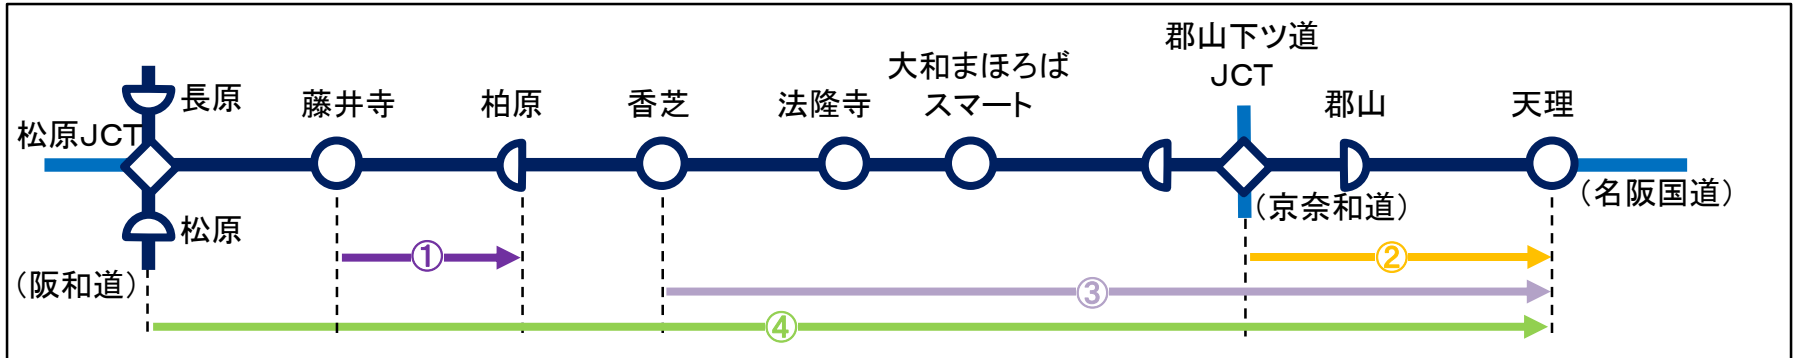 郡山下ツ道
JCT
大和まほろば
スマート
長原
藤井寺
柏原
香芝
法隆寺
郡山
天理
松原JCT
松原
(京奈和道)
(名阪国道)
(阪和道)
①
②
③
④